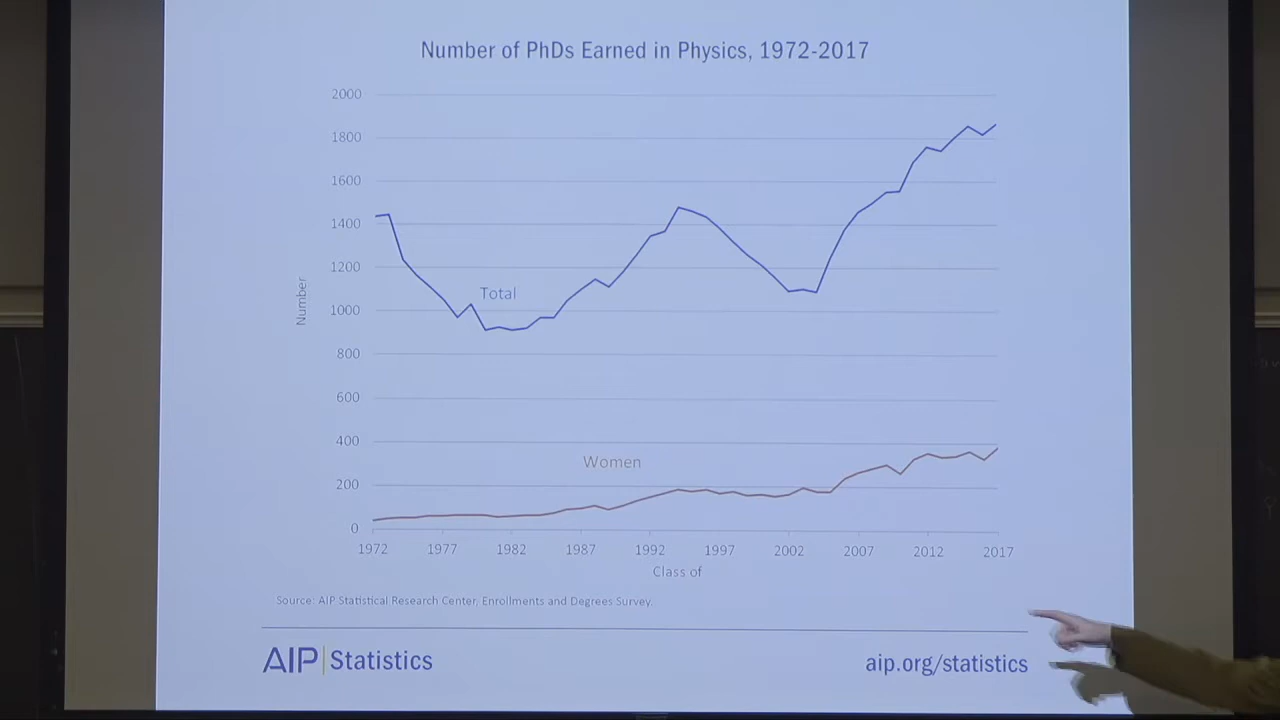 Number of PhDs Earned in Physics, 1972-2017
2000
1800
1600
1400
1200
1000
800
600
400
200
0
Number
Total
Women
1972 1977 1982 1987 1992 1997 2002 2007 2012 2017
Class of
Source: AIP Statistical Research Center, Enrollments and Degrees Survey.
AIP Statistics
aip.org/statistics